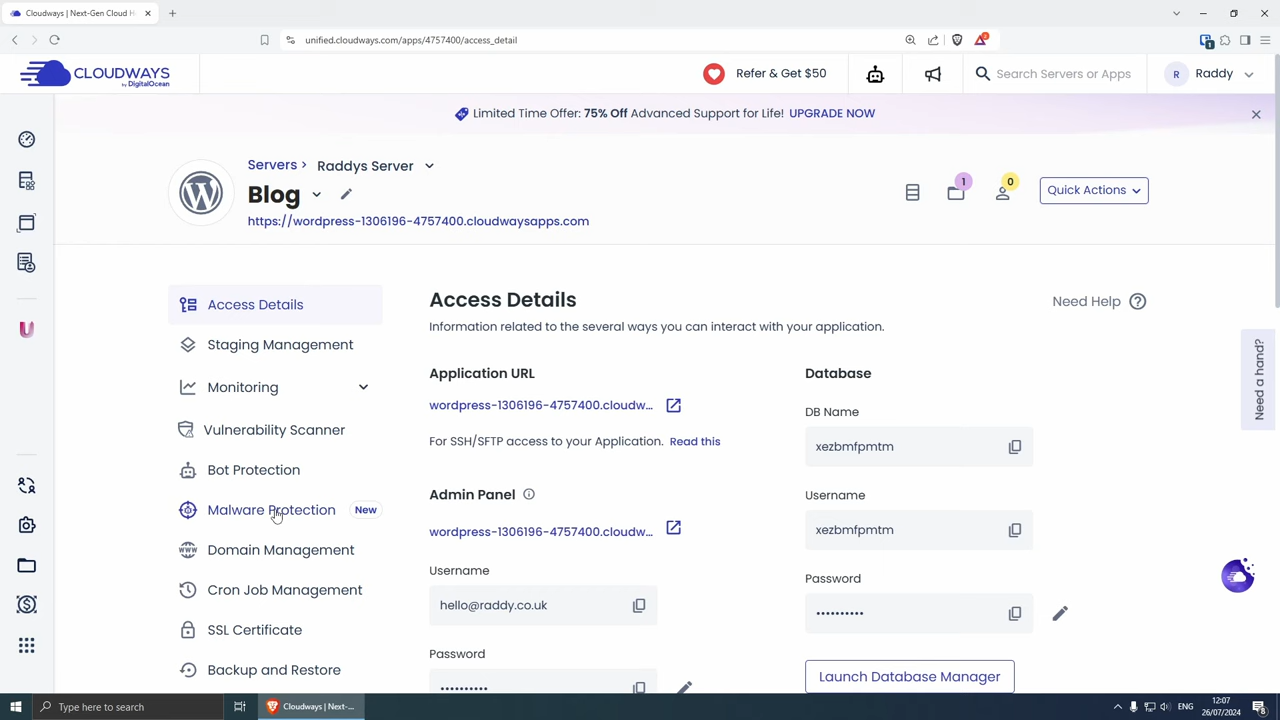 Cloudways | Next-Gen Cloud H
unified.cloudways.com/apps/4757400/access_detail
CLOUDWAYS
by DigitalOcean
Refer & Get $50
Search Servers or Apps
R
Raddy
Limited Time Offer: 75% Off Advanced Support for Life! UPGRADE NOW
Servers >
Raddys Server
Blog
https://wordpress-1306196-4757400.cloudwaysapps.com
1
0
Quick Actions
Access Details
Staging Management
Monitoring
Vulnerability Scanner
Bot Protection
Malware Protection
New
Domain Management
Cron Job Management
SSL Certificate
Backup and Restore
Access Details
Need Help
Information related to the several ways you can interact with your application.
Application URL
wordpress-1306196-4757400.cloudw...
For SSH/SFTP access to your Application. Read this
Admin Panel
wordpress-1306196-4757400.cloudw...
Username
hello@raddy.co.uk
Password
••••••••••
Database
DB Name
xezbmfpmtm
Username
xezbmfpmtm
Password
••••••••••
Launch Database Manager
Need a hand?
Type here to search
Cloudways | Next-...
ENG
12:07
26/07/2024